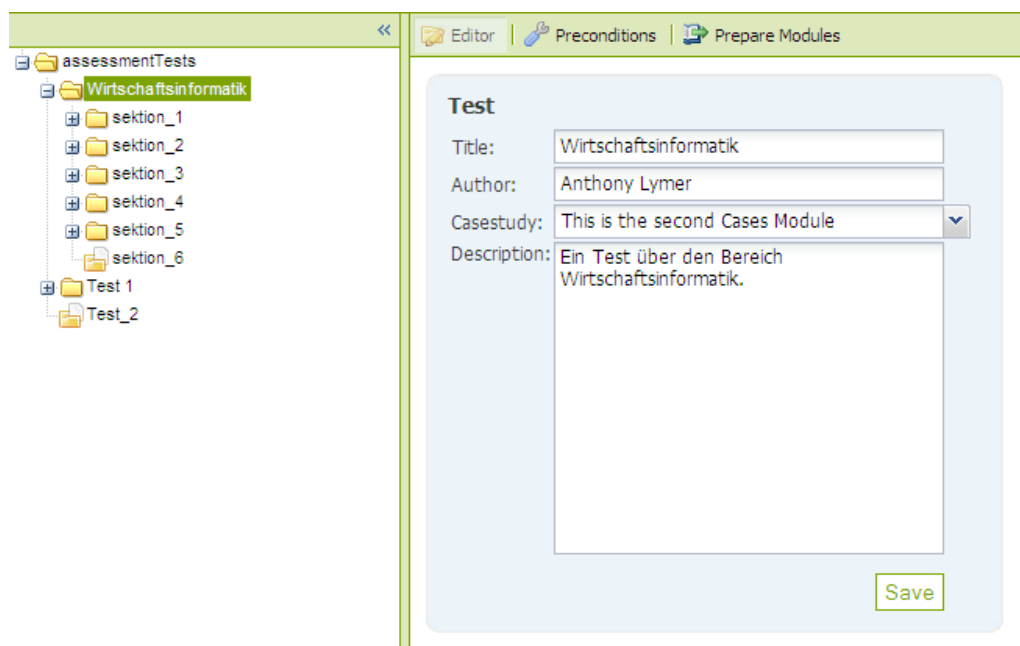 «
assessmentTests
Wirtschaftsinformatik
sektion_1
sektion_2
sektion_3
sektion_4
sektion_5
sektion_6
Test 1
Test_2
Editor Preconditions Prepare Modules
Test
Title: Wirtschaftsinformatik
Author: Anthony Lymer
Casestudy: This is the second Cases Module
Description: Ein Test über den Bereich
Wirtschaftsinformatik.
Save